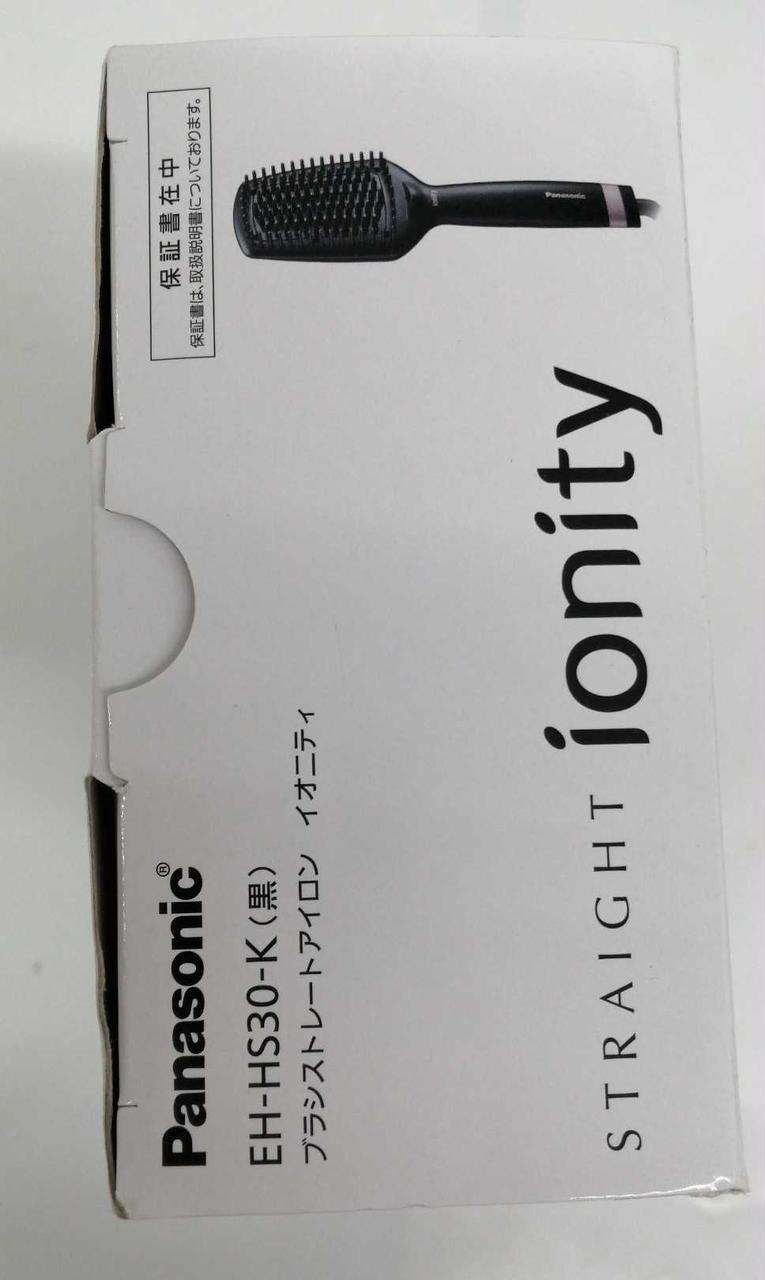 Panasonic®
EH-HS30-K(黒)
ブラシストレートアイロン イオニティ
STRAIGHT ionity
保証書在中
保証書は、取扱説明書についております。
Panasonic